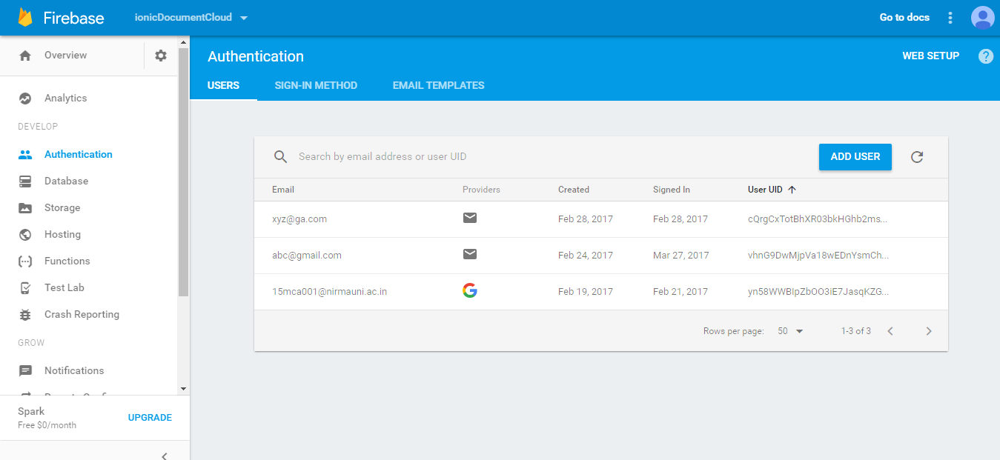 Firebase
ionicDocumentCloud
Go to docs
Overview
Analytics
DEVELOP
Authentication
Database
Storage
Hosting
Functions
Test Lab
Crash Reporting
GROW
Notifications
Spark
Free $0/month
UPGRADE
Authentication
WEB SETUP
?
USERS SIGN-IN METHOD EMAIL TEMPLATES
Search by email address or user UID
ADD USER
Email Providers Created Signed In User UID
xyz@ga.com Feb 28, 2017 Feb 28, 2017 cQrgCxTotBhXR03bkHGhb2ms...
abc@gmail.com Feb 24, 2017 Mar 27, 2017 vhnG9DwMjpVa18wEDnYsmCh...
15mca001@nirmauni.ac.in Feb 19, 2017 Feb 21, 2017 yn58WWBIpZbOO3iE7JasqKZG...
Rows per page: 50 1-3 of 3